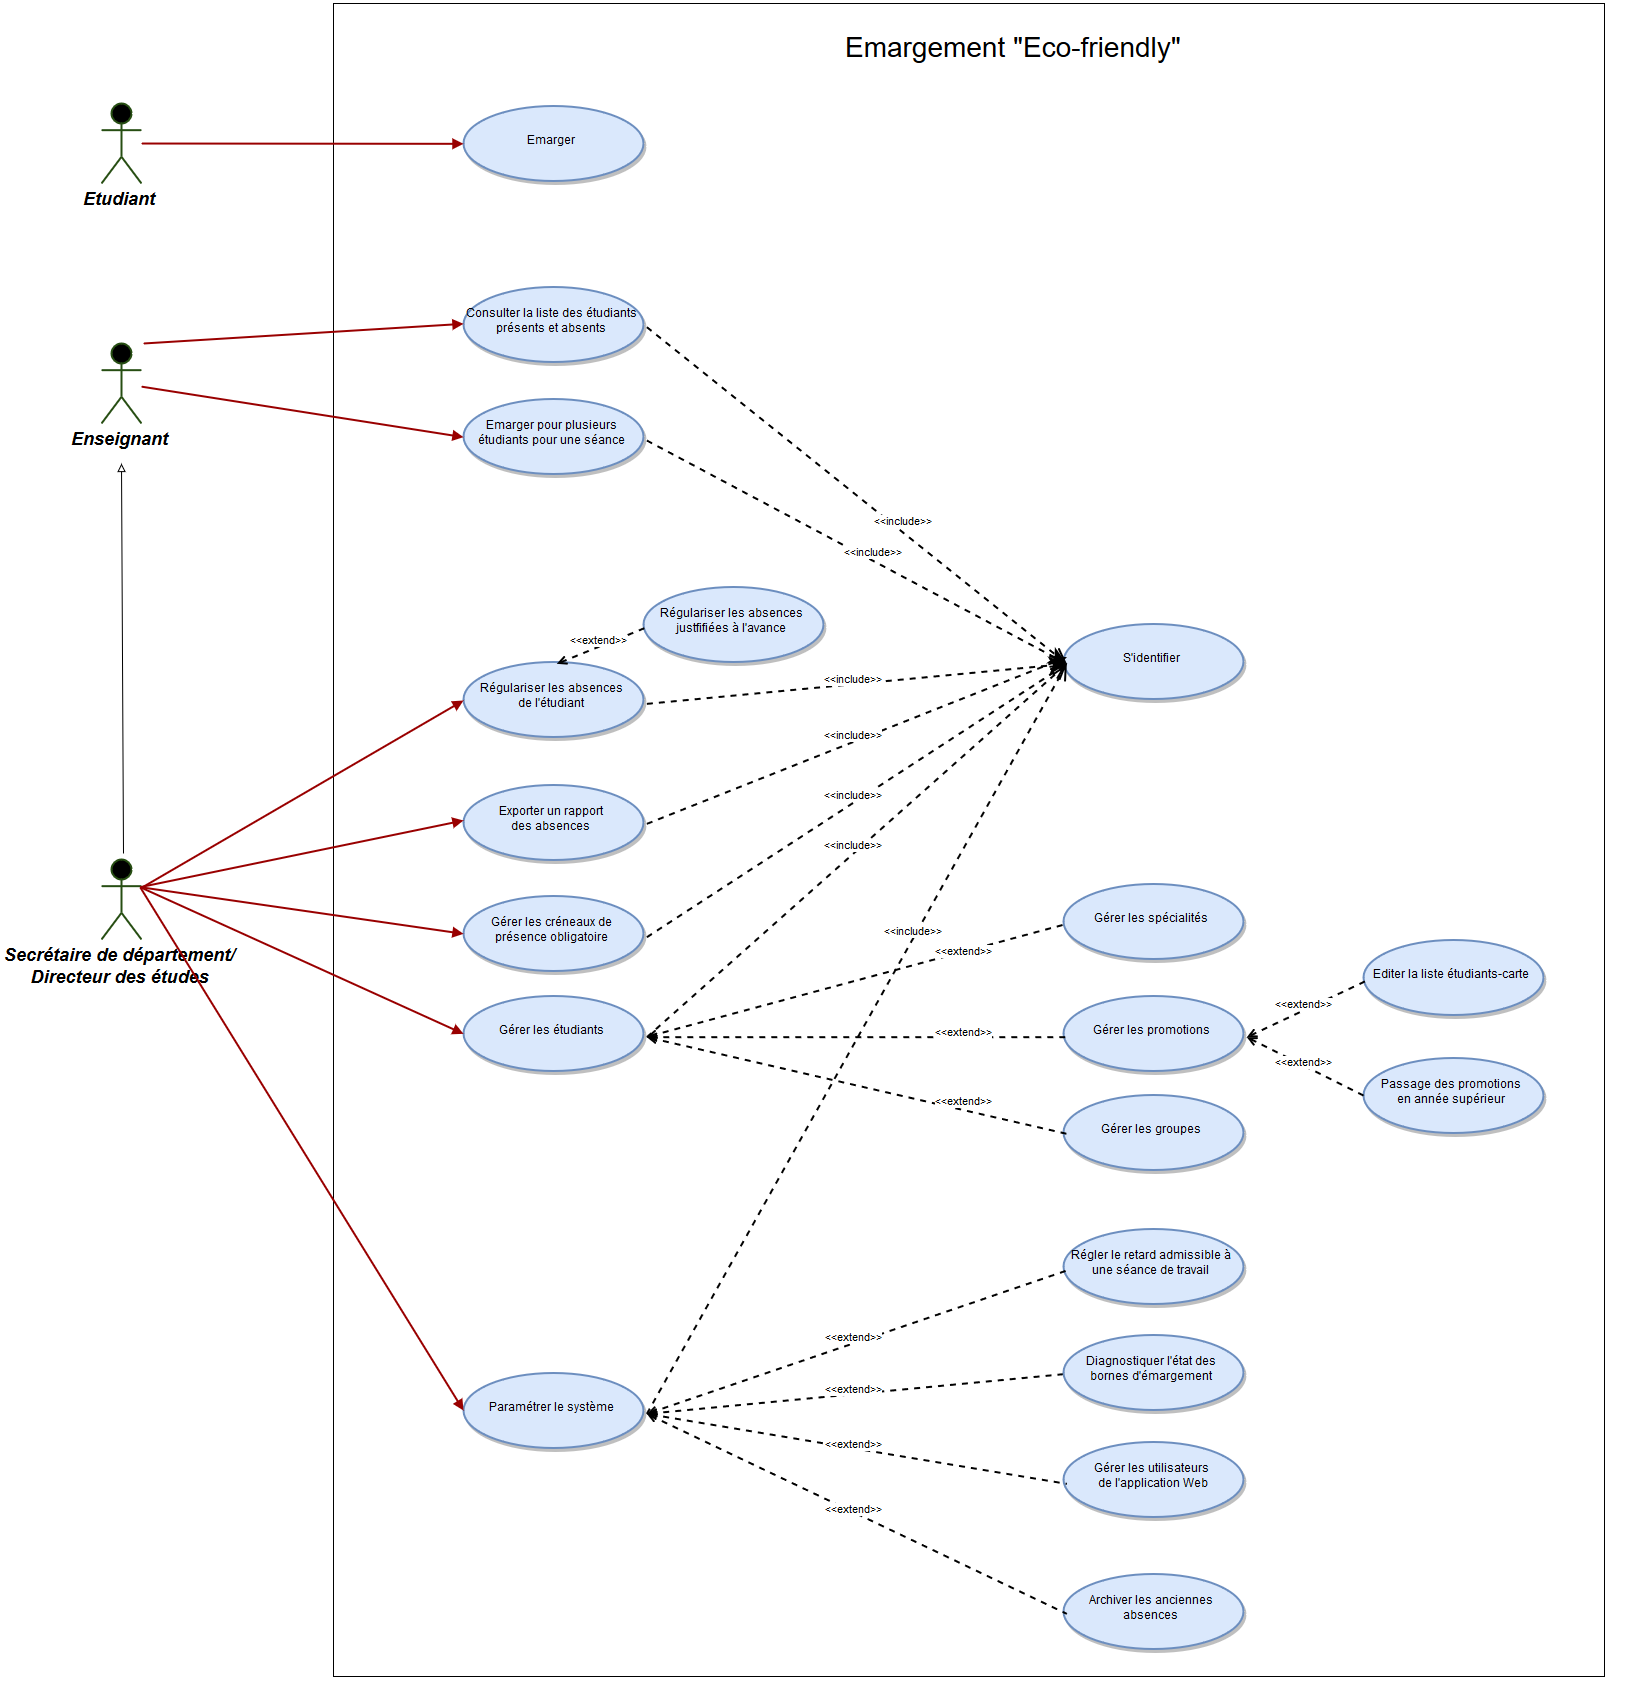 Emargement "Eco-friendly"
Emarger
Etudiant
Consulter la liste des étudiants
présents et absents
Emarger pour plusieurs
étudiants pour une séance
Enseignant
<<include>>
<<include>>
Régulariser les absences
justfifiées à l'avance
<<extend>>
S'identifier
Régulariser les absences
de l'étudiant
<<include>>
<<include>>
Exporter un rapport
des absences
<<include>>
<<include>>
Gérer les créneaux de
présence obligatoire
<<include>>
Gérer les spécialités
<<extend>>
Secrétaire de département/
Directeur des études
Editer la liste étudiants-carte
<<extend>>
Gérer les étudiants
<<extend>>
Gérer les promotions
<<extend>>
Passage des promotions
en année supérieur
<<extend>>
Gérer les groupes
Régler le retard admissible à
une séance de travail
<<extend>>
Diagnostiquer l'état des
bornes d'émargement
<<extend>>
Paramétrer le système
<<extend>>
Gérer les utilisateurs
de l'application Web
<<extend>>
Archiver les anciennes
absences